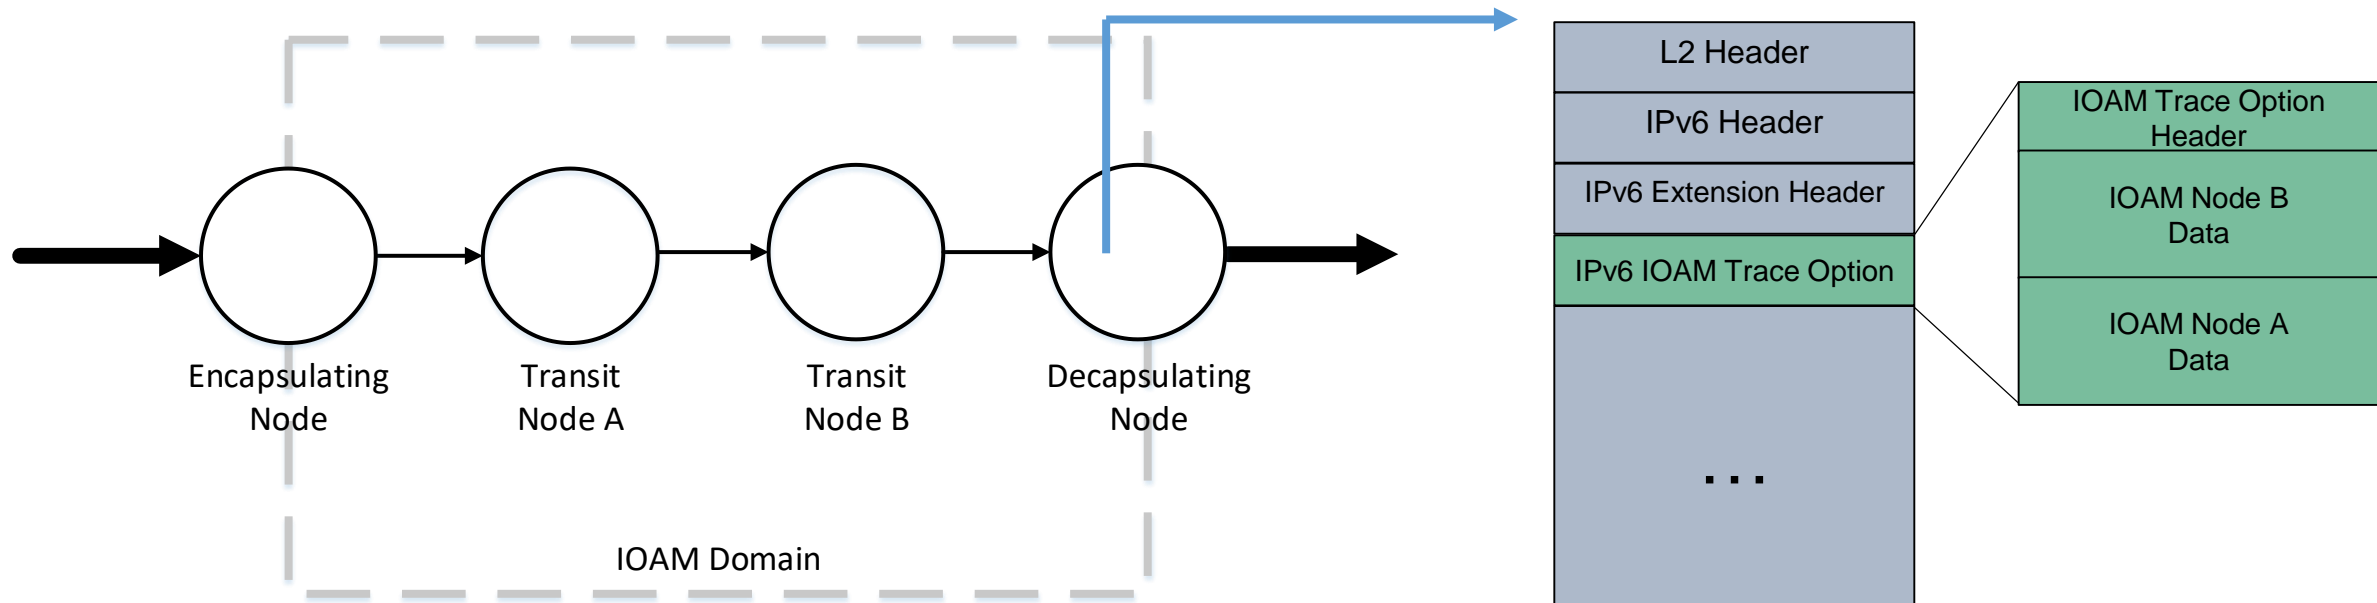 Encapsulating
Node
Transit
Node A
Transit
Node B
Decapsulating
Node
IOAM Domain
L2 Header
IPv6 Header
IPv6 Extension Header
IPv6 IOAM Trace Option
...
IOAM Trace Option
Header
IOAM Node B
Data
IOAM Node A
Data